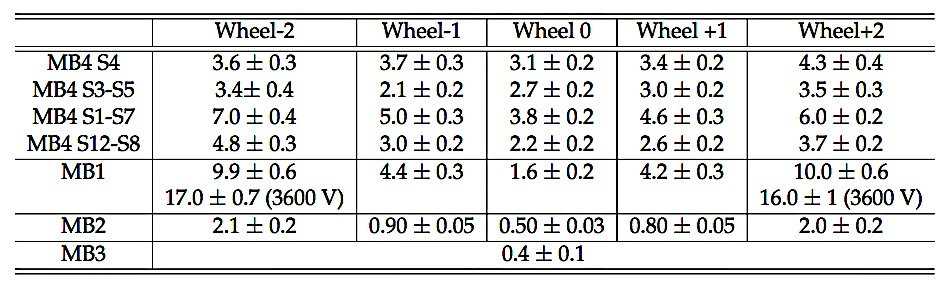 Wheel-2 Wheel-1 Wheel 0 Wheel +1 Wheel+2
MB4 S4 3.6 ± 0.3 3.7 ± 0.3 3.1 ± 0.2 3.4 ± 0.2 4.3 ± 0.4
MB4 S3-S5 3.4± 0.4 2.1 ± 0.2 2.7 ± 0.2 3.0 ± 0.2 3.5 ± 0.3
MB4 S1-S7 7.0 ± 0.4 5.0 ± 0.3 3.8 ± 0.2 4.6 ± 0.3 6.0 ± 0.2
MB4 S12-S8 4.8 ± 0.3 3.0 ± 0.2 2.2 ± 0.2 2.6 ± 0.2 3.7 ± 0.2
MB1 9.9 ± 0.6 4.4 ± 0.3 1.6 ± 0.2 4.2 ± 0.3 10.0 ± 0.6
17.0 ± 0.7 (3600 V) 16.0 ± 1 (3600 V)
MB2 2.1 ± 0.2 0.90 ± 0.05 0.50 ± 0.03 0.80 ± 0.05 2.0 ± 0.2
MB3 0.4 ± 0.1